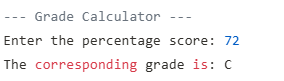 --- Grade Calculator ---
Enter the percentage score: 72
The corresponding grade is: C